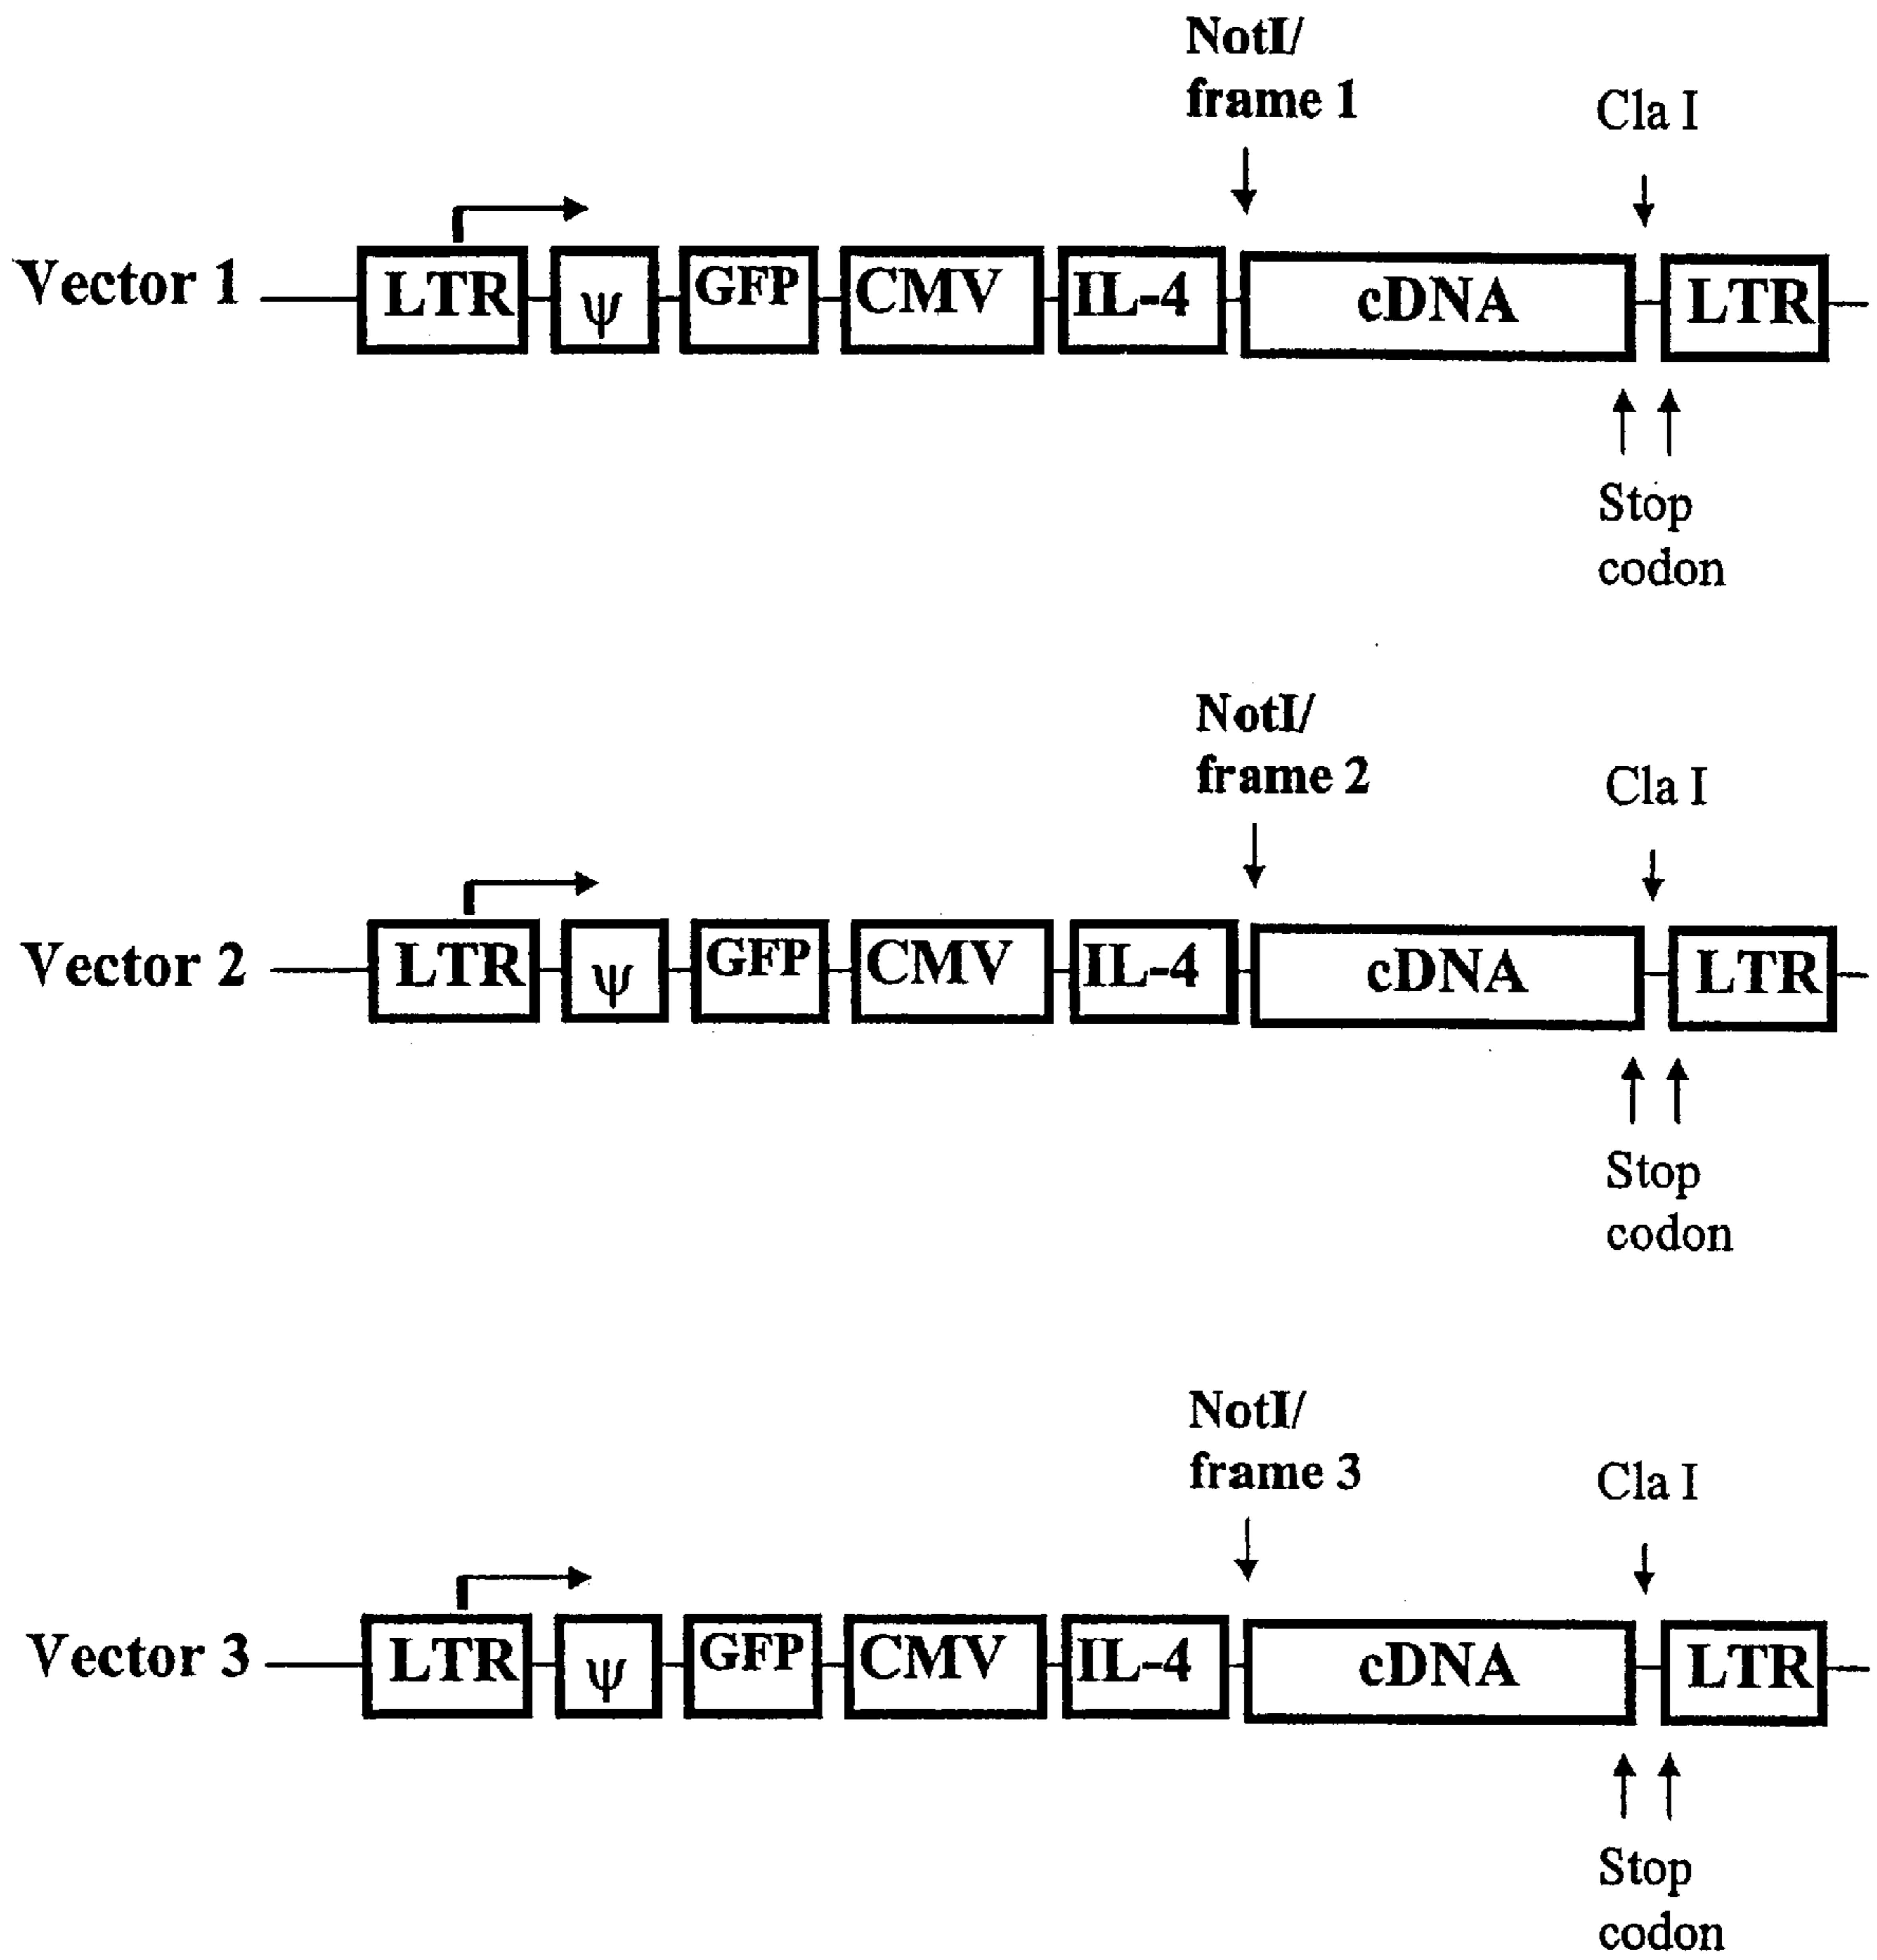 NotI/
frame 1
Cla I
Vector 1
LTR
ψ
GFP
CMV
IL-4
cDNA
LTR
Stop
codon
NotI/
frame 2
Cla I
Vector 2
LTR
ψ
GFP
CMV
IL-4
cDNA
LTR
Stop
codon
NotI/
frame 3
Cla I
Vector 3
LTR
ψ
GFP
CMV
IL-4
cDNA
LTR
Stop
codon